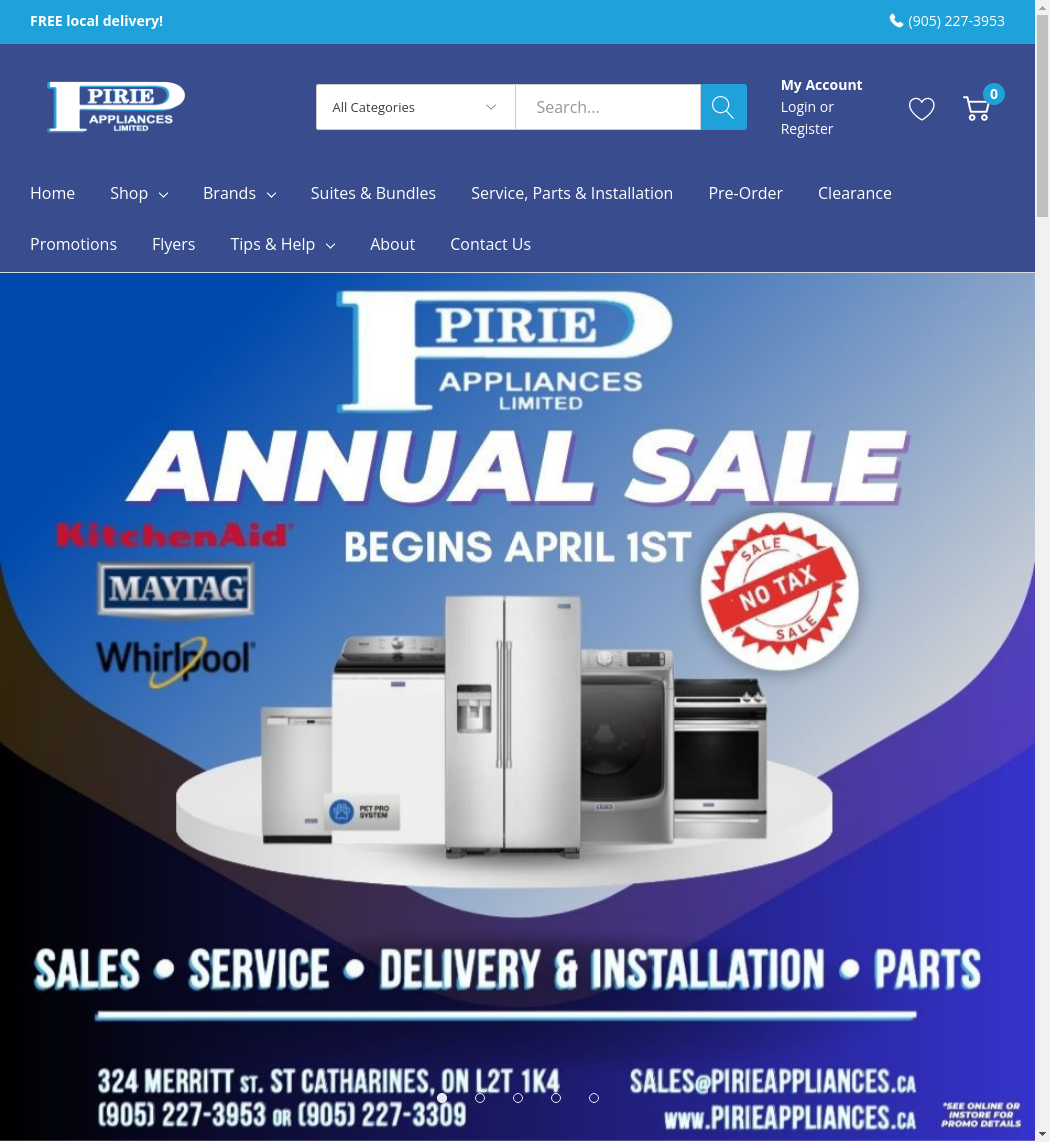 FREE local delivery!
(905) 227-3953
PIRIE
APPLIANCES
LIMITED
All Categories
Search...
My Account
Login or
Register
0
Home Shop Brands Suites & Bundles Service, Parts & Installation Pre-Order Clearance
Promotions Flyers Tips & Help About Contact Us
PIRIE
APPLIANCES
LIMITED
ANNUAL SALE
BEGINS APRIL 1ST
KitchenAid®
MAYTAG
Whirlpool®
SALE
NO TAX
SALE
PET PRO
SYSTEM
SALES • SERVICE • DELIVERY & INSTALLATION • PARTS
324 MERRITT ST. ST CATHARINES, ON L2T 1K4
(905) 227-3953 OR (905) 227-3309
SALES@PIRIEAPPLIANCES.CA
WWW.PIRIEAPPLIANCES.CA
*SEE ONLINE OR
INSTORE FOR
PROMO DETAILS